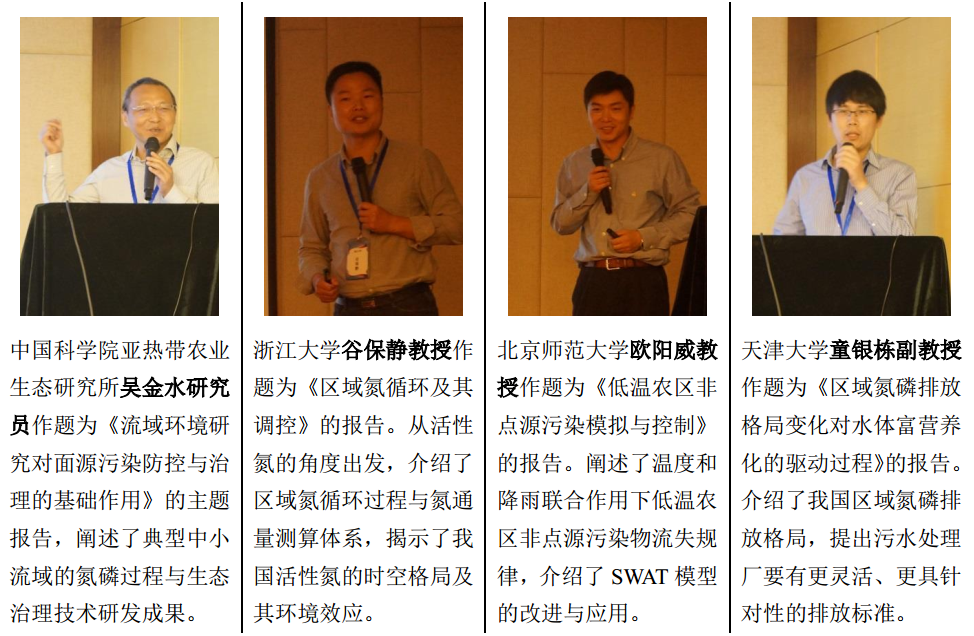 中国科学院亚热带农业
生态研究所吴金水研究
员作题为《流域环境研
究对面源污染防控与治
理的基础作用》的主题
报告，阐述了典型中小
流域的氮磷过程与生态
治理技术研发成果。
浙江大学谷保静教授作
题为《区域氮循环及其
调控》的报告。从活性
氮的角度出发，介绍了
区域氮循环过程与氮通
量测算体系，揭示了我
国活性氮的时空格局及
其环境效应。
北京师范大学欧阳威教
授作题为《低温农区非
点源污染模拟与控制》
的报告。阐述了温度和
降雨联合作用下低温农
区非点源污染物流失规
律，介绍了 SWAT 模型
的改进与应用。
天津大学童银栋副教授
作题为《区域氮磷排放
格局变化对水体富营养
化的驱动过程》的报告。
介绍了我国区域氮磷排
放格局，提出污水处理
厂要有更灵活、更具针
对性的排放标准。